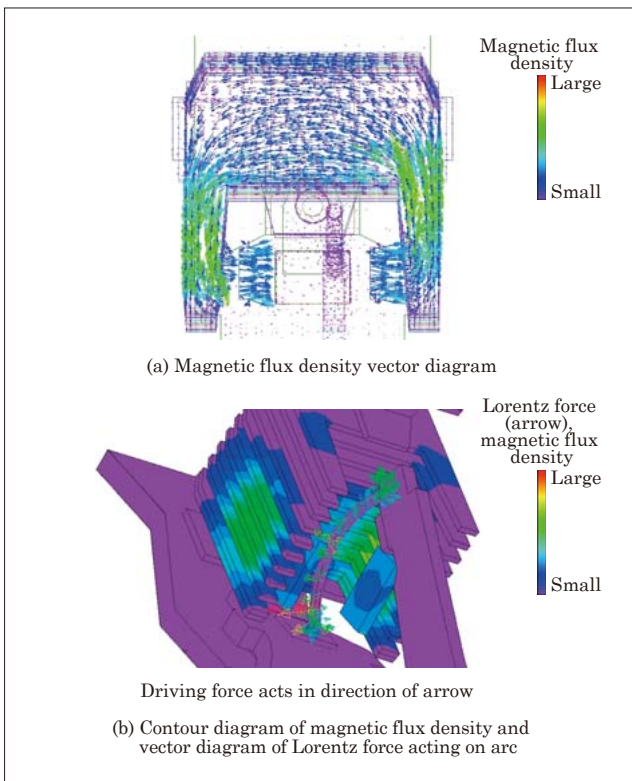 Magnetic flux
density
Large
Small
(a) Magnetic flux density vector diagram
Lorentz force
(arrow),
magnetic flux
density
Large
Small
Driving force acts in direction of arrow
(b) Contour diagram of magnetic flux density and
vector diagram of Lorentz force acting on arc